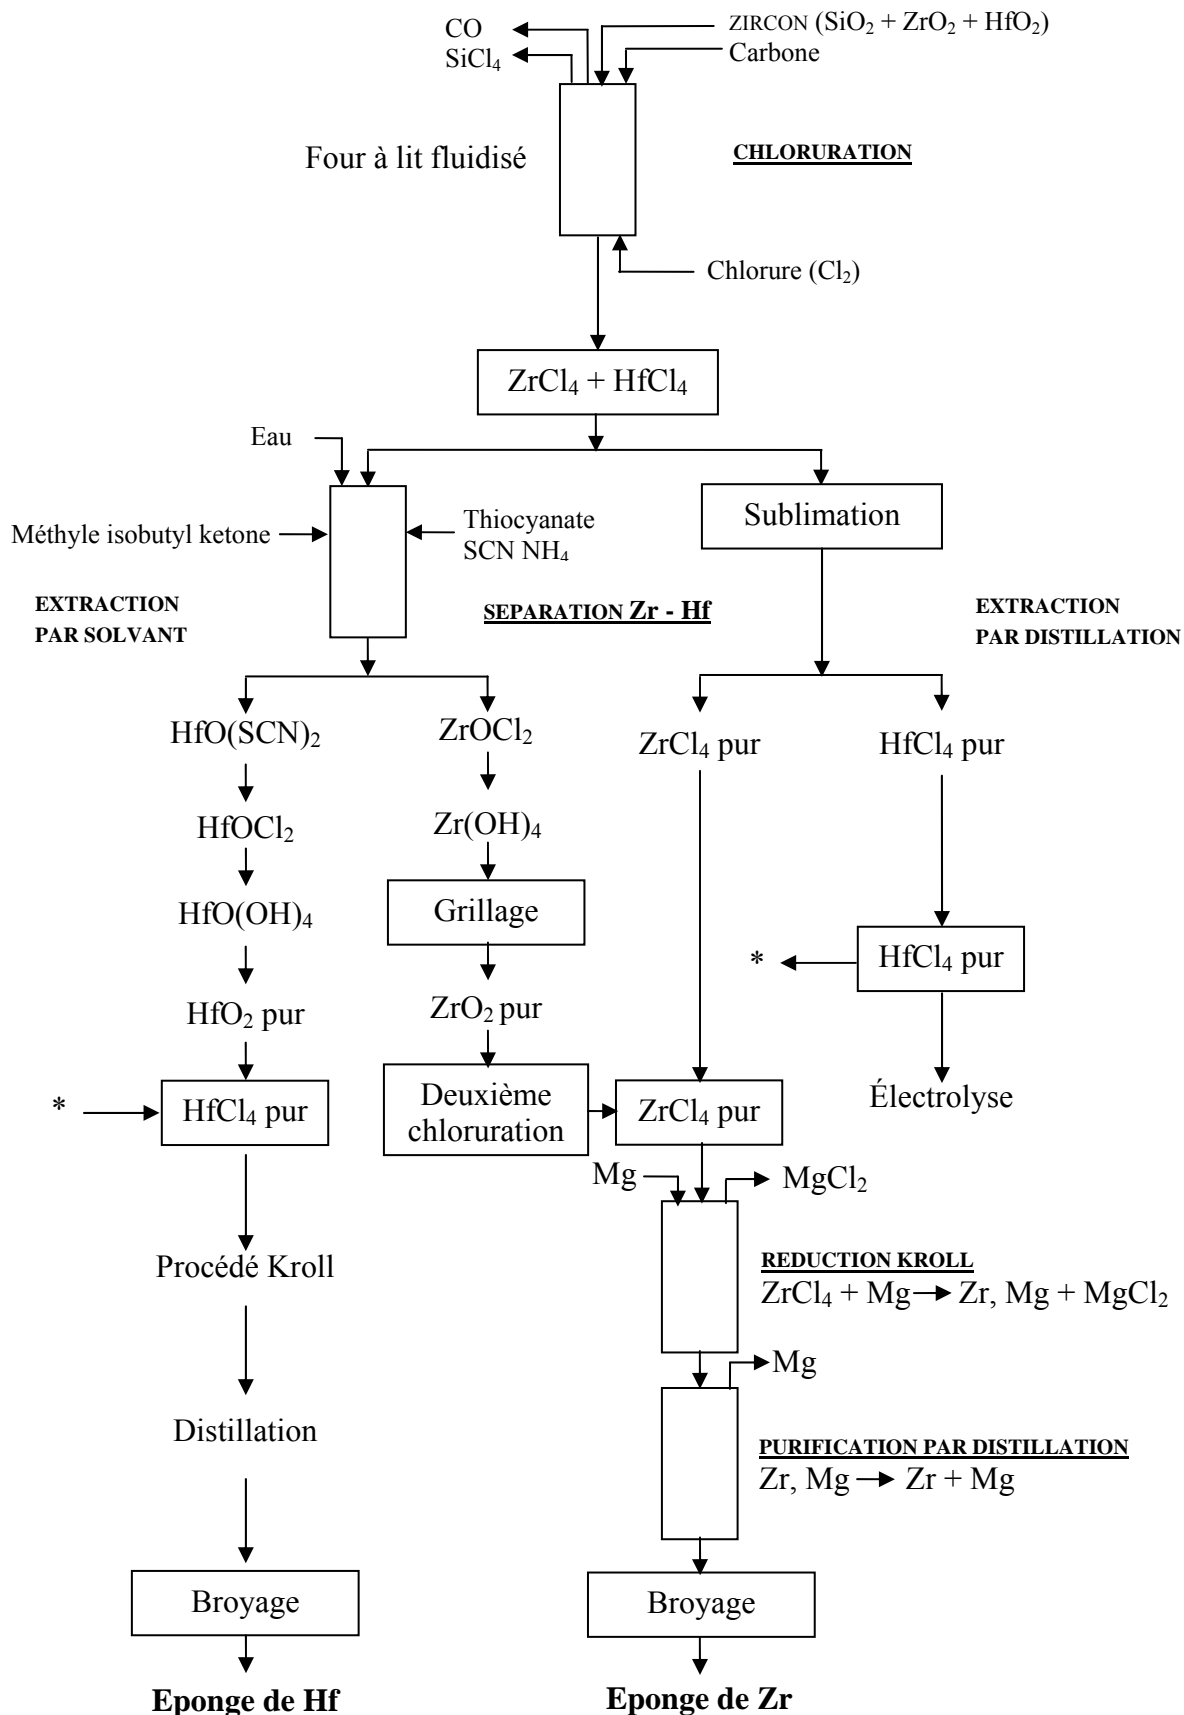 CO
SiCl₄
ZIRCON (SiO₂ + ZrO₂ + HfO₂)
Carbone
Four à lit fluidisé
CHLORURATION
Chlorure (Cl₂)
ZrCl₄ + HfCl₄
Eau
Méthyle isobutyl ketone
Thiocyanate
SCN NH₄
Sublimation
EXTRACTION
PAR SOLVANT
SEPARATION Zr - Hf
EXTRACTION
PAR DISTILLATION
HfO(SCN)₂
ZrOCl₂
ZrCl₄ pur
HfCl₄ pur
HfOCl₂
Zr(OH)₄
HfO(OH)₄
Grillage
* HfCl₄ pur
HfO₂ pur
ZrO₂ pur
Électrolyse
* HfCl₄ pur
Deuxième
chloruration
ZrCl₄ pur
Mg
MgCl₂
Procédé Kroll
REDUCTION KROLL
ZrCl₄ + Mg → Zr, Mg + MgCl₂
Mg
Distillation
PURIFICATION PAR DISTILLATION
Zr, Mg → Zr + Mg
Broyage
Broyage
Eponge de Hf
Eponge de Zr